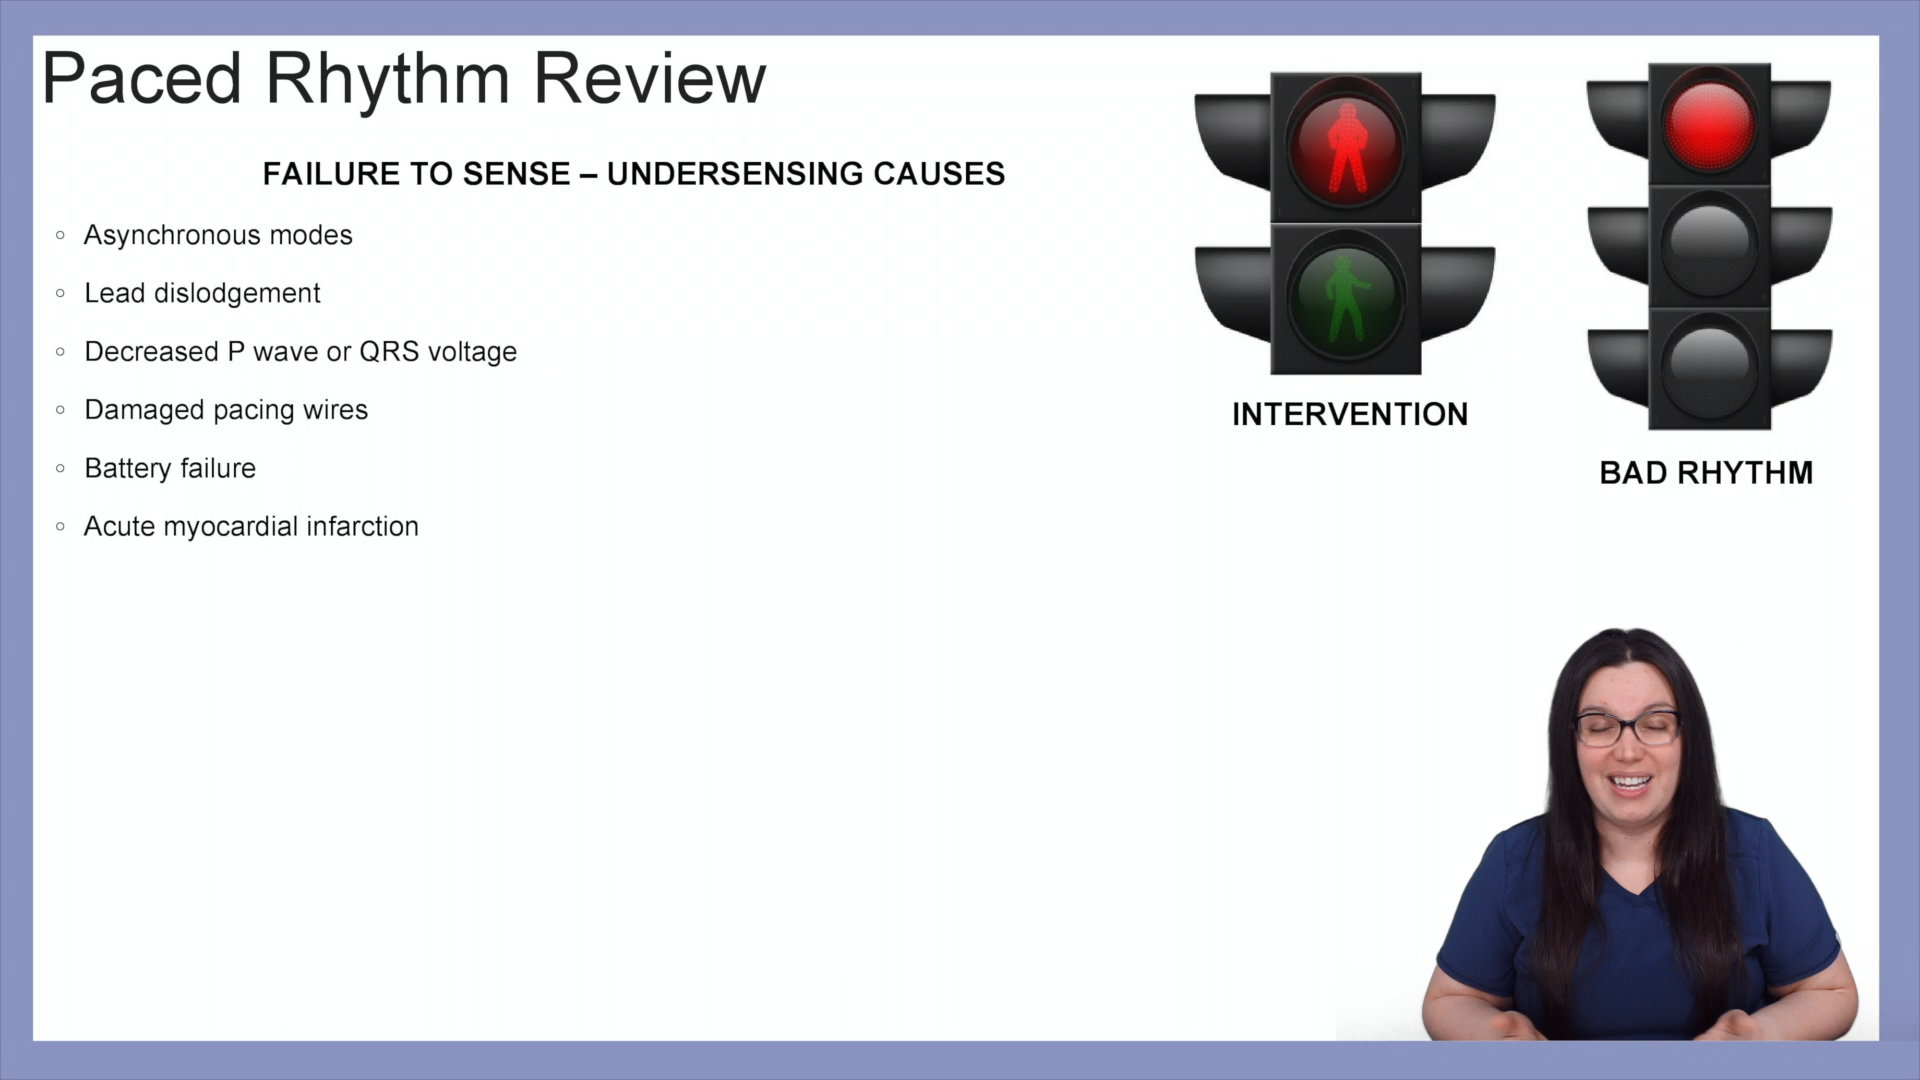 Paced Rhythm Review
FAILURE TO SENSE – UNDERSENSING CAUSES
Asynchronous modes
Lead dislodgement
Decreased P wave or QRS voltage
Damaged pacing wires
Battery failure
Acute myocardial infarction
INTERVENTION
BAD RHYTHM